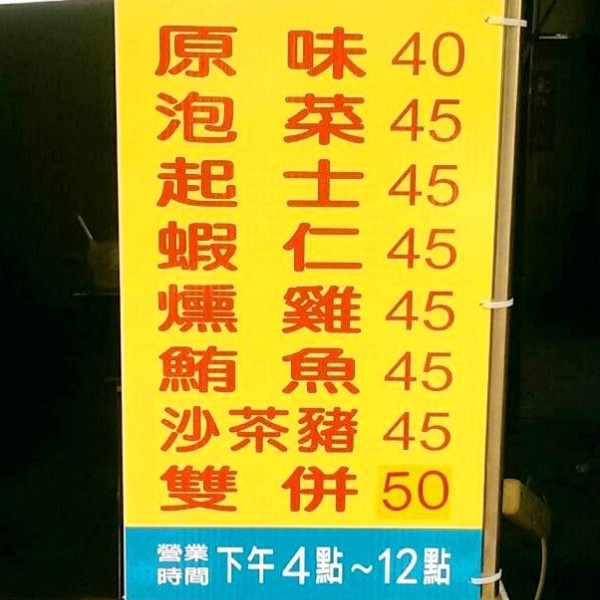 原味 40
泡菜 45
起士 45
蝦仁 45
燻雞 45
鮪魚 45
沙茶豬 45
雙併 50
營業時間 下午4點~12點